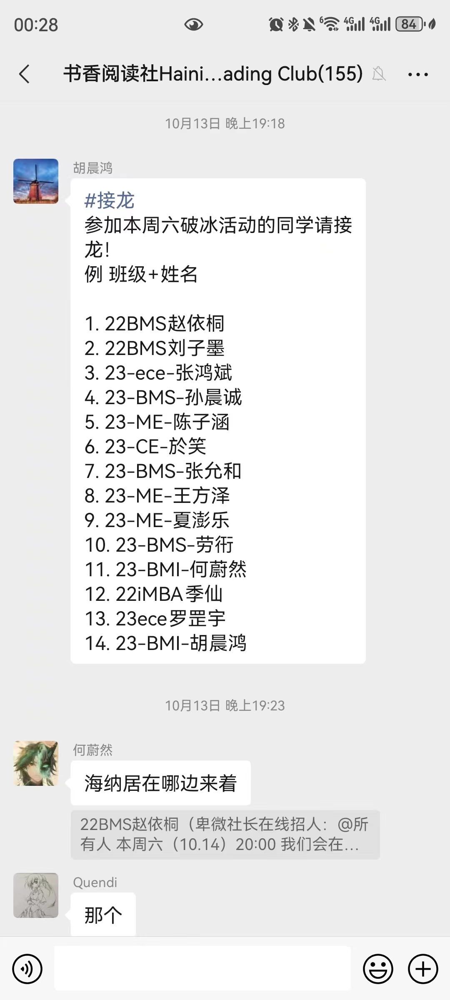 00:28
6 4G 4G 84
书香阅读社Haini...ading Club(155)
10月13日 晚上19:18
胡晨鸿
#接龙
参加本周六破冰活动的同学请接
龙！
例 班级+姓名
1. 22BMS赵依桐
2. 22BMS刘子墨
3. 23-ece-张鸿斌
4. 23-BMS-孙晨诚
5. 23-ME-陈子涵
6. 23-CE-於笑
7. 23-BMS-张允和
8. 23-ME-王方泽
9. 23-ME-夏澎乐
10. 23-BMS-劳衎
11. 23-BMI-何蔚然
12. 22iMBA季仙
13. 23ece罗罡宇
14. 23-BMI-胡晨鸿
10月13日 晚上19:23
何蔚然
海纳居在哪边来着
22BMS赵依桐（卑微社长在线招人：@所
有人 本周六（10.14）20:00 我们会在...
Quendi
那个